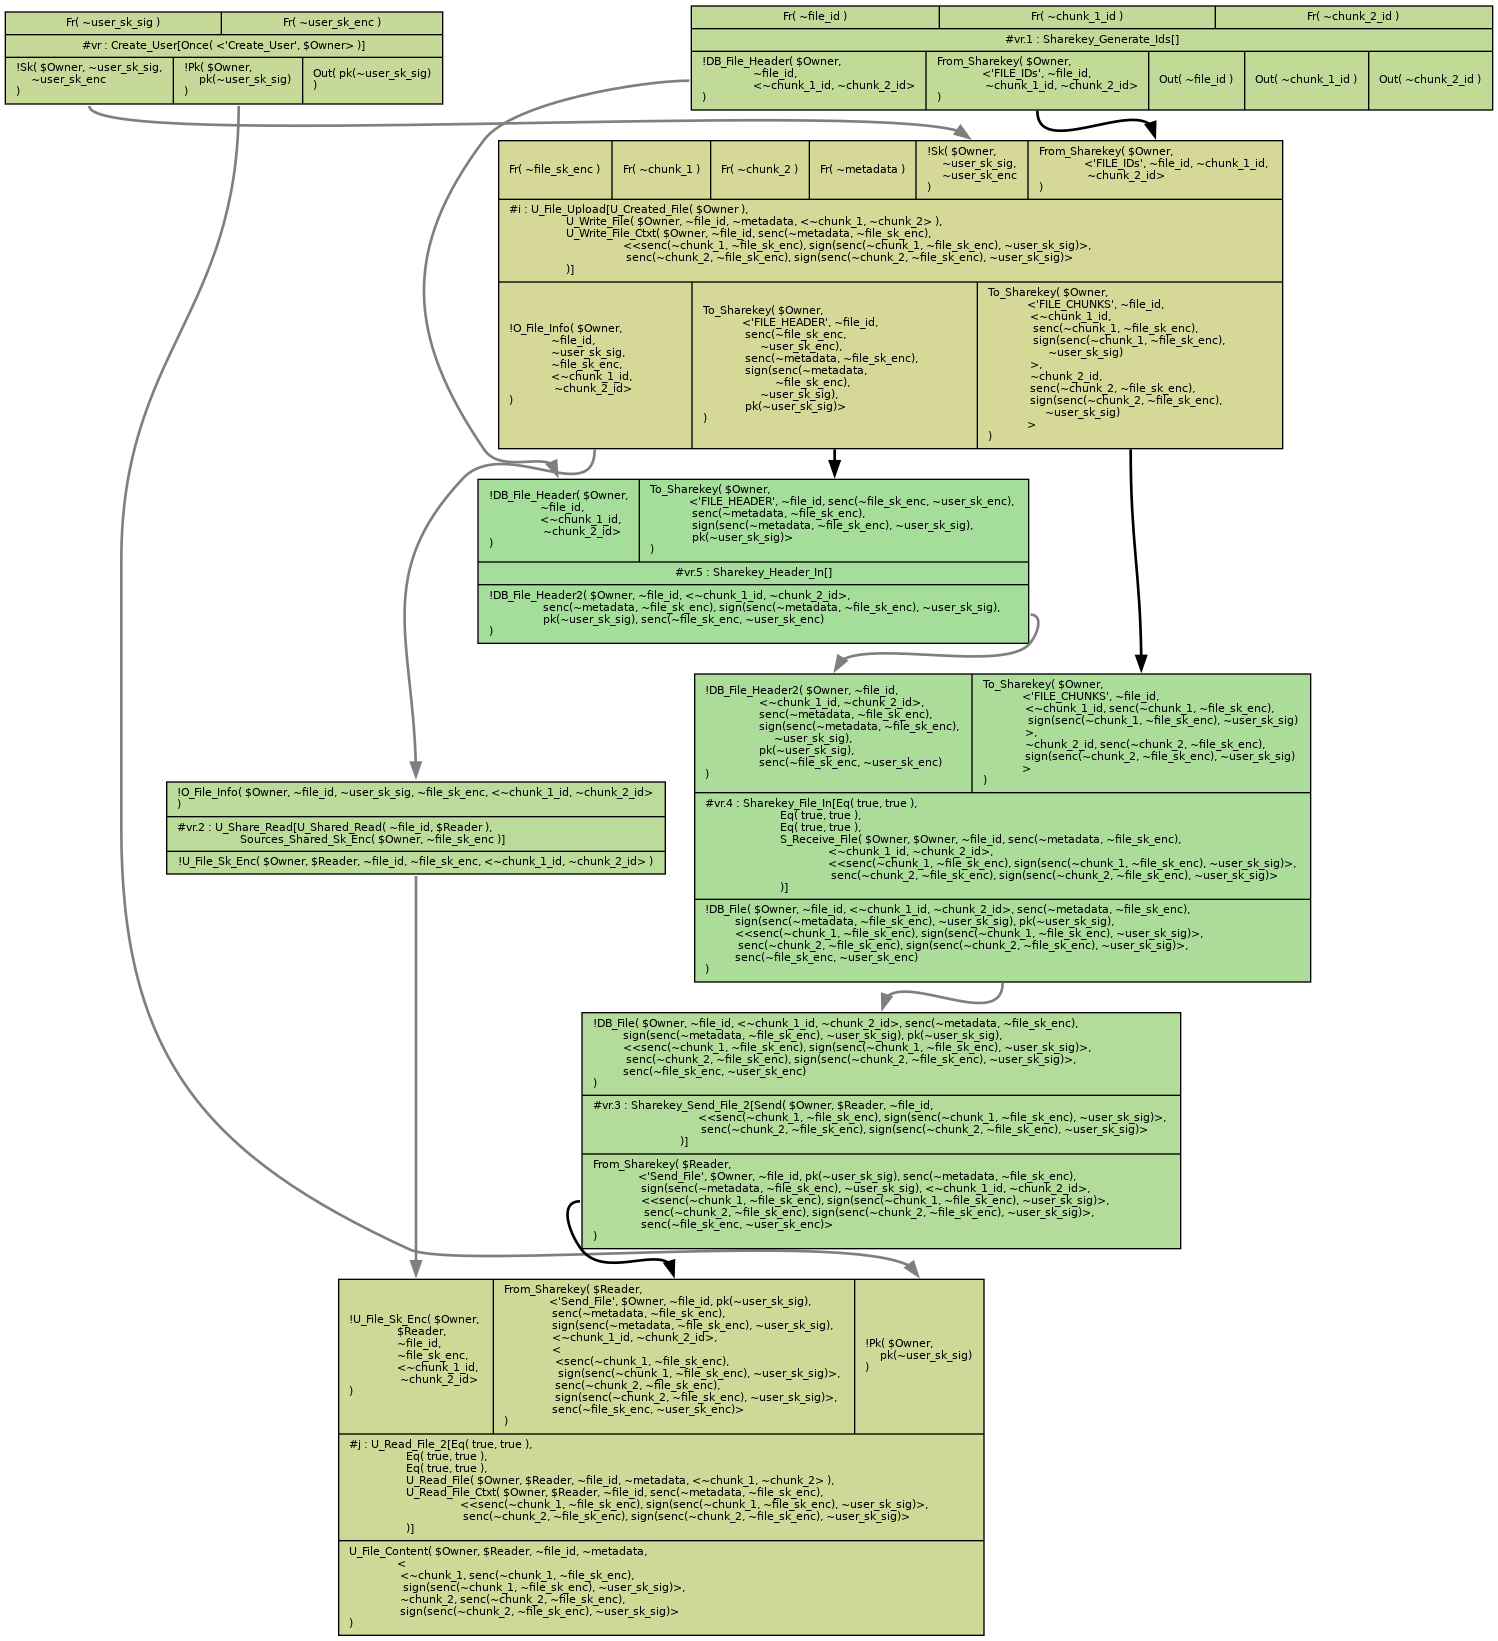 Fr( ~user_sk_sig )
Fr( ~user_sk_enc )
#vr : Create_User[Once( <'Create_User', $Owner> )]
!Sk( $Owner, ~user_sk_sig,
~user_sk_enc
)
!Pk( $Owner,
pk(~user_sk_sig)
)
Out( pk(~user_sk_sig)
)
Fr( ~file_id )
Fr( ~chunk_1_id )
Fr( ~chunk_2_id )
#vr.1 : Sharekey_Generate_Ids[]
!DB_File_Header( $Owner,
~file_id,
<~chunk_1_id, ~chunk_2_id>
)
From_Sharekey( $Owner,
<'FILE_IDs', ~file_id,
~chunk_1_id, ~chunk_2_id>
)
Out( ~file_id )
Out( ~chunk_1_id )
Out( ~chunk_2_id )
Fr( ~file_sk_enc )
Fr( ~chunk_1 )
Fr( ~chunk_2 )
Fr( ~metadata )
!Sk( $Owner,
~user_sk_sig,
~user_sk_enc
)
From_Sharekey( $Owner,
<'FILE_IDs', ~file_id, ~chunk_1_id,
~chunk_2_id>
)
#i : U_File_Upload[U_Created_File( $Owner ),
U_Write_File( $Owner, ~file_id, ~metadata, <~chunk_1, ~chunk_2> ),
U_Write_File_Ctxt( $Owner, ~file_id, senc(~metadata, ~file_sk_enc),
<<senc(~chunk_1, ~file_sk_enc), sign(senc(~chunk_1, ~file_sk_enc), ~user_sk_sig)>,
senc(~chunk_2, ~file_sk_enc), sign(senc(~chunk_2, ~file_sk_enc), ~user_sk_sig)>
)]
!O_File_Info( $Owner,
~file_id,
~user_sk_sig,
~file_sk_enc,
<~chunk_1_id,
~chunk_2_id>
)
To_Sharekey( $Owner,
<'FILE_HEADER', ~file_id,
senc(~file_sk_enc,
~user_sk_enc),
senc(~metadata, ~file_sk_enc),
sign(senc(~metadata,
~file_sk_enc),
~user_sk_sig),
pk(~user_sk_sig)>
)
To_Sharekey( $Owner,
<'FILE_CHUNKS', ~file_id,
<~chunk_1_id,
senc(~chunk_1, ~file_sk_enc),
sign(senc(~chunk_1, ~file_sk_enc),
~user_sk_sig)
>,
~chunk_2_id,
senc(~chunk_2, ~file_sk_enc),
sign(senc(~chunk_2, ~file_sk_enc),
~user_sk_sig)
>
)
!DB_File_Header( $Owner,
~file_id,
<~chunk_1_id,
~chunk_2_id>
)
To_Sharekey( $Owner,
<'FILE_HEADER', ~file_id, senc(~file_sk_enc, ~user_sk_enc),
senc(~metadata, ~file_sk_enc),
sign(senc(~metadata, ~file_sk_enc), ~user_sk_sig),
pk(~user_sk_sig)>
)
#vr.5 : Sharekey_Header_In[]
!DB_File_Header2( $Owner, ~file_id, <~chunk_1_id, ~chunk_2_id>,
senc(~metadata, ~file_sk_enc), sign(senc(~metadata, ~file_sk_enc), ~user_sk_sig),
pk(~user_sk_sig), senc(~file_sk_enc, ~user_sk_enc)
)
!DB_File_Header2( $Owner, ~file_id,
<~chunk_1_id, ~chunk_2_id>,
senc(~metadata, ~file_sk_enc),
sign(senc(~metadata, ~file_sk_enc),
~user_sk_sig),
pk(~user_sk_sig),
senc(~file_sk_enc, ~user_sk_enc)
)
To_Sharekey( $Owner,
<'FILE_CHUNKS', ~file_id,
<~chunk_1_id, senc(~chunk_1, ~file_sk_enc),
sign(senc(~chunk_1, ~file_sk_enc), ~user_sk_sig)
>,
~chunk_2_id, senc(~chunk_2, ~file_sk_enc),
sign(senc(~chunk_2, ~file_sk_enc), ~user_sk_sig)
>
)
#vr.4 : Sharekey_File_In[Eq( true, true ),
Eq( true, true ),
Eq( true, true ),
S_Receive_File( $Owner, $Owner, ~file_id, senc(~metadata, ~file_sk_enc),
<~chunk_1_id, ~chunk_2_id>,
<<senc(~chunk_1, ~file_sk_enc), sign(senc(~chunk_1, ~file_sk_enc), ~user_sk_sig)>,
senc(~chunk_2, ~file_sk_enc), sign(senc(~chunk_2, ~file_sk_enc), ~user_sk_sig)>
)]
!DB_File( $Owner, ~file_id, <~chunk_1_id, ~chunk_2_id>, senc(~metadata, ~file_sk_enc),
sign(senc(~metadata, ~file_sk_enc), ~user_sk_sig), pk(~user_sk_sig),
<<senc(~chunk_1, ~file_sk_enc), sign(senc(~chunk_1, ~file_sk_enc), ~user_sk_sig)>,
senc(~chunk_2, ~file_sk_enc), sign(senc(~chunk_2, ~file_sk_enc), ~user_sk_sig)>,
senc(~file_sk_enc, ~user_sk_enc)
)
!O_File_Info( $Owner, ~file_id, ~user_sk_sig, ~file_sk_enc, <~chunk_1_id, ~chunk_2_id>
)
#vr.2 : U_Share_Read[U_Shared_Read( ~file_id, $Reader ),
Sources_Shared_Sk_Enc( $Owner, ~file_sk_enc )]
!U_File_Sk_Enc( $Owner, $Reader, ~file_id, ~file_sk_enc, <~chunk_1_id, ~chunk_2_id> )
!DB_File( $Owner, ~file_id, <~chunk_1_id, ~chunk_2_id>, senc(~metadata, ~file_sk_enc),
sign(senc(~metadata, ~file_sk_enc), ~user_sk_sig), pk(~user_sk_sig),
<<senc(~chunk_1, ~file_sk_enc), sign(senc(~chunk_1, ~file_sk_enc), ~user_sk_sig)>,
senc(~chunk_2, ~file_sk_enc), sign(senc(~chunk_2, ~file_sk_enc), ~user_sk_sig)>,
senc(~file_sk_enc, ~user_sk_enc)
)
#vr.3 : Sharekey_Send_File_2[Send( $Owner, $Reader, ~file_id,
<<senc(~chunk_1, ~file_sk_enc), sign(senc(~chunk_1, ~file_sk_enc), ~user_sk_sig)>,
senc(~chunk_2, ~file_sk_enc), sign(senc(~chunk_2, ~file_sk_enc), ~user_sk_sig)>
)]
From_Sharekey( $Reader,
<'Send_File', $Owner, ~file_id, pk(~user_sk_sig), senc(~metadata, ~file_sk_enc),
sign(senc(~metadata, ~file_sk_enc), ~user_sk_sig), <~chunk_1_id, ~chunk_2_id>,
<<senc(~chunk_1, ~file_sk_enc), sign(senc(~chunk_1, ~file_sk_enc), ~user_sk_sig)>,
senc(~chunk_2, ~file_sk_enc), sign(senc(~chunk_2, ~file_sk_enc), ~user_sk_sig)>,
senc(~file_sk_enc, ~user_sk_enc)>
)
!U_File_Sk_Enc( $Owner,
$Reader,
~file_id,
~file_sk_enc,
<~chunk_1_id,
~chunk_2_id>
)
From_Sharekey( $Reader,
<'Send_File', $Owner, ~file_id, pk(~user_sk_sig),
senc(~metadata, ~file_sk_enc),
sign(senc(~metadata, ~file_sk_enc), ~user_sk_sig),
<~chunk_1_id, ~chunk_2_id>,
<
<senc(~chunk_1, ~file_sk_enc),
sign(senc(~chunk_1, ~file_sk_enc), ~user_sk_sig)>,
senc(~chunk_2, ~file_sk_enc),
sign(senc(~chunk_2, ~file_sk_enc), ~user_sk_sig)>,
senc(~file_sk_enc, ~user_sk_enc)>
)
!Pk( $Owner,
pk(~user_sk_sig)
)
#j : U_Read_File_2[Eq( true, true ),
Eq( true, true ),
Eq( true, true ),
U_Read_File( $Owner, $Reader, ~file_id, ~metadata, <~chunk_1, ~chunk_2> ),
U_Read_File_Ctxt( $Owner, $Reader, ~file_id, senc(~metadata, ~file_sk_enc),
<<senc(~chunk_1, ~file_sk_enc), sign(senc(~chunk_1, ~file_sk_enc), ~user_sk_sig)>,
senc(~chunk_2, ~file_sk_enc), sign(senc(~chunk_2, ~file_sk_enc), ~user_sk_sig)>
)]
U_File_Content( $Owner, $Reader, ~file_id, ~metadata,
<
<~chunk_1, senc(~chunk_1, ~file_sk_enc),
sign(senc(~chunk_1, ~file_sk_enc), ~user_sk_sig)>,
~chunk_2, senc(~chunk_2, ~file_sk_enc),
sign(senc(~chunk_2, ~file_sk_enc), ~user_sk_sig)>
)